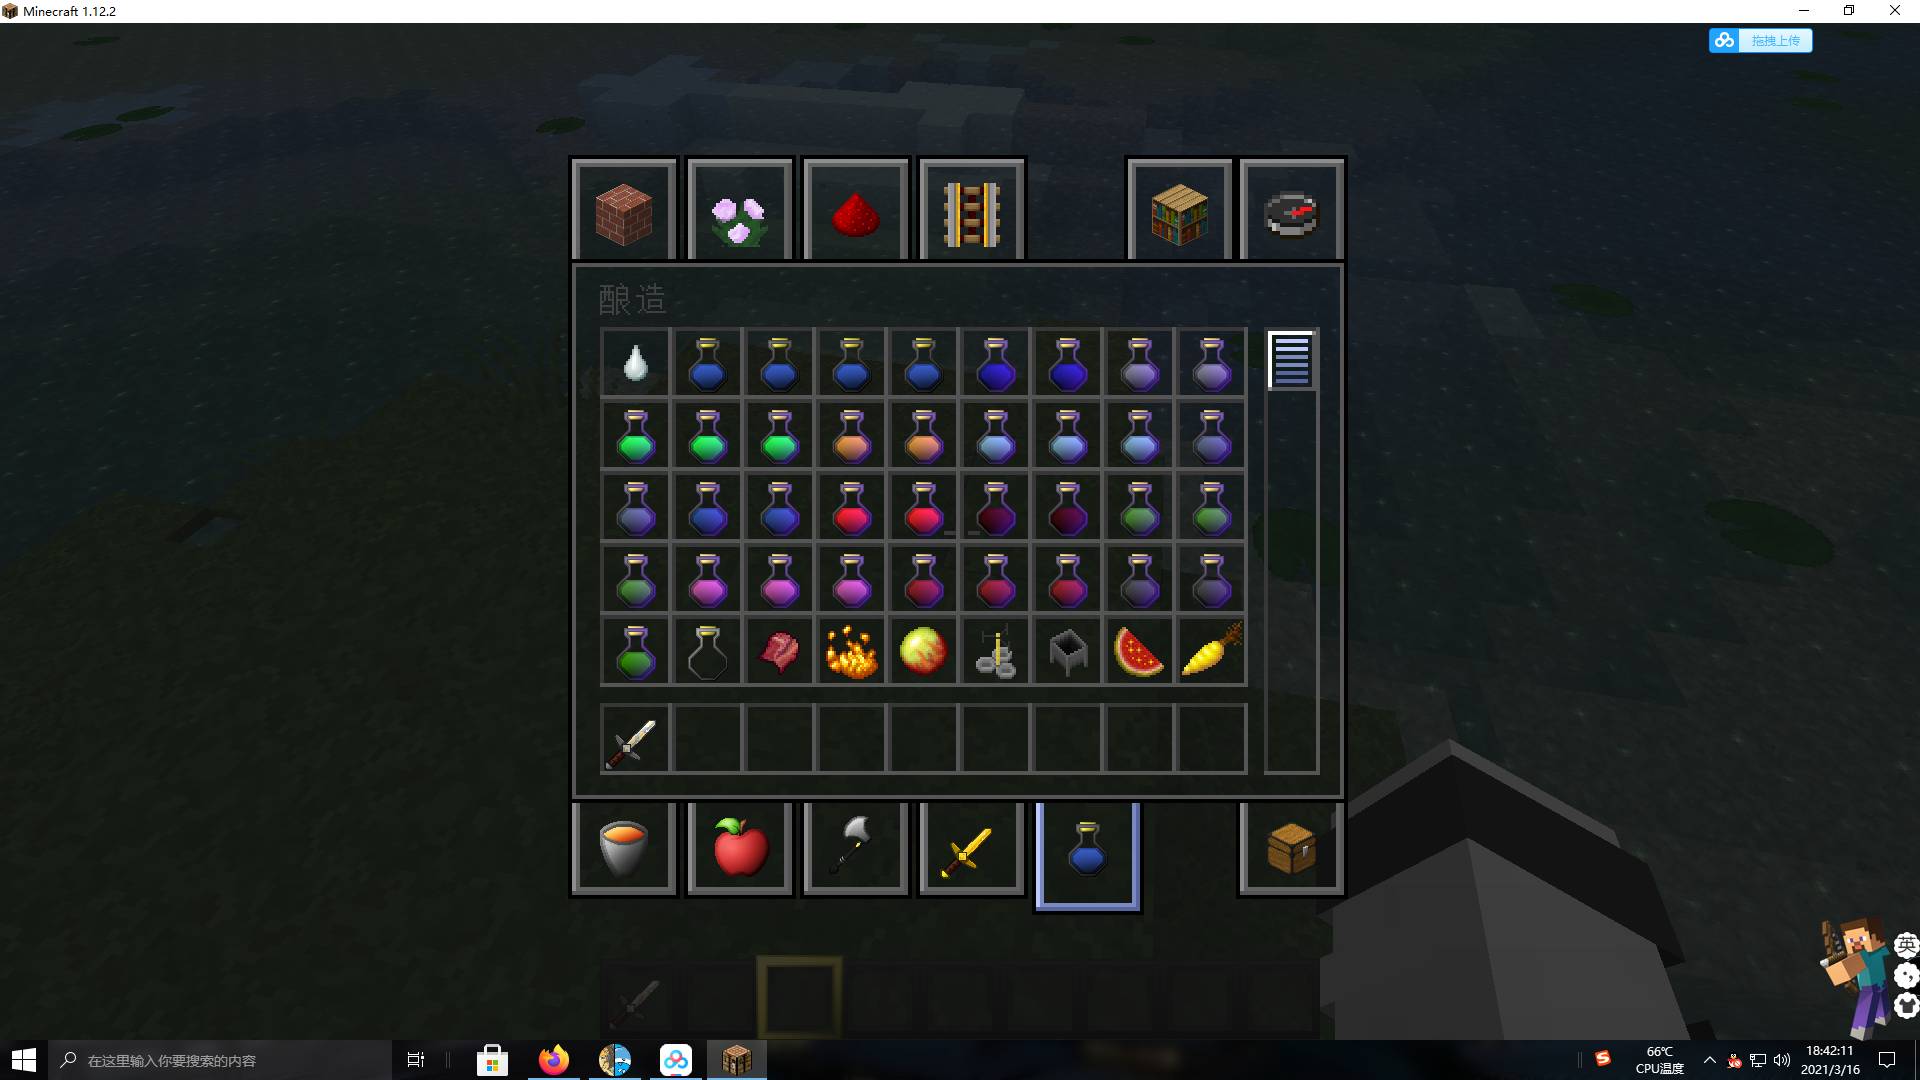 Minecraft 1.12.2
拖拽上传
酿造
英
在这里输入你要搜索的内容
66℃
CPU温度
18:42:11
2021/3/16